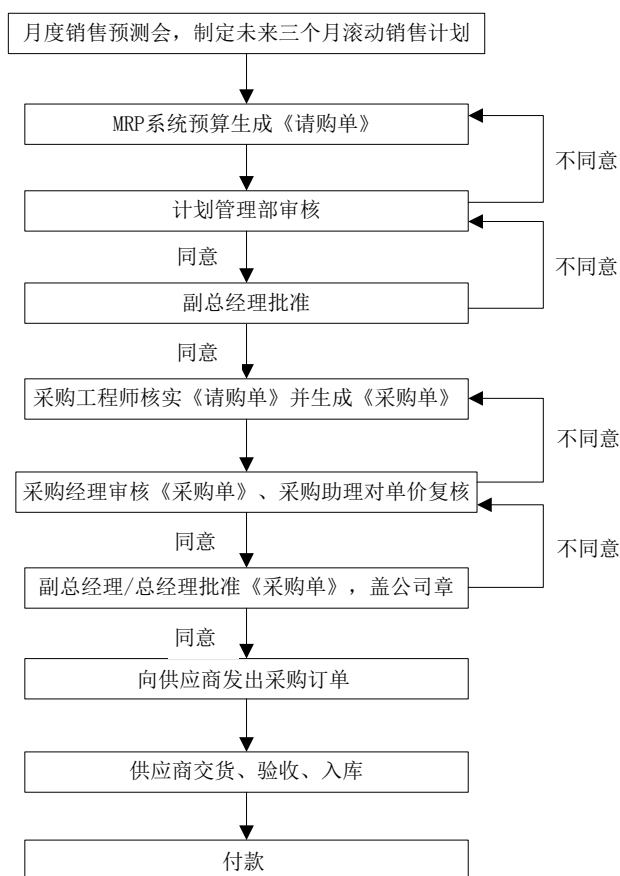 月度销售预测会，制定未来三个月滚动销售计划
MRP系统预算生成《请购单》
不同意
计划管理部审核
同意
不同意
副总经理批准
同意
采购工程师核实《请购单》并生成《采购单》
不同意
采购经理审核《采购单》、采购助理对单价复核
同意
不同意
副总经理/总经理批准《采购单》，盖公司章
同意
向供应商发出采购订单
供应商交货、验收、入库
付款